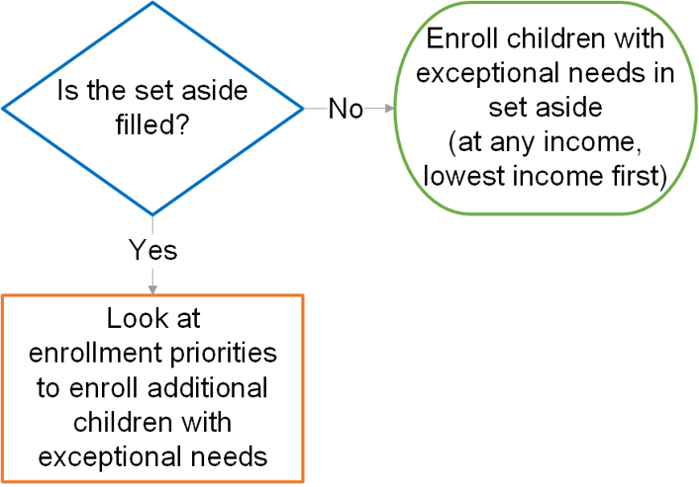 Is the set aside
filled?
No
Enroll children with
exceptional needs in
set aside
(at any income,
lowest income first)
Yes
Look at
enrollment priorities
to enroll additional
children with
exceptional needs